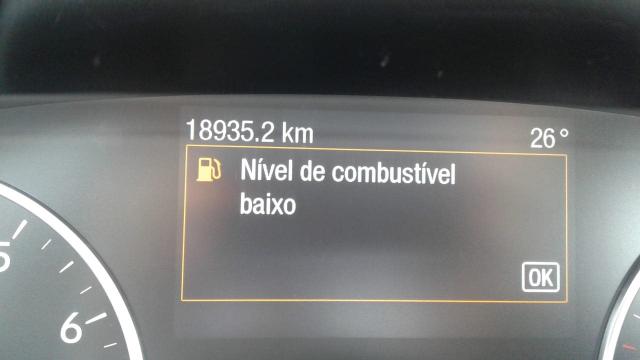 18935.2 km 26°
Nível de combustível
baixo
OK
5
6